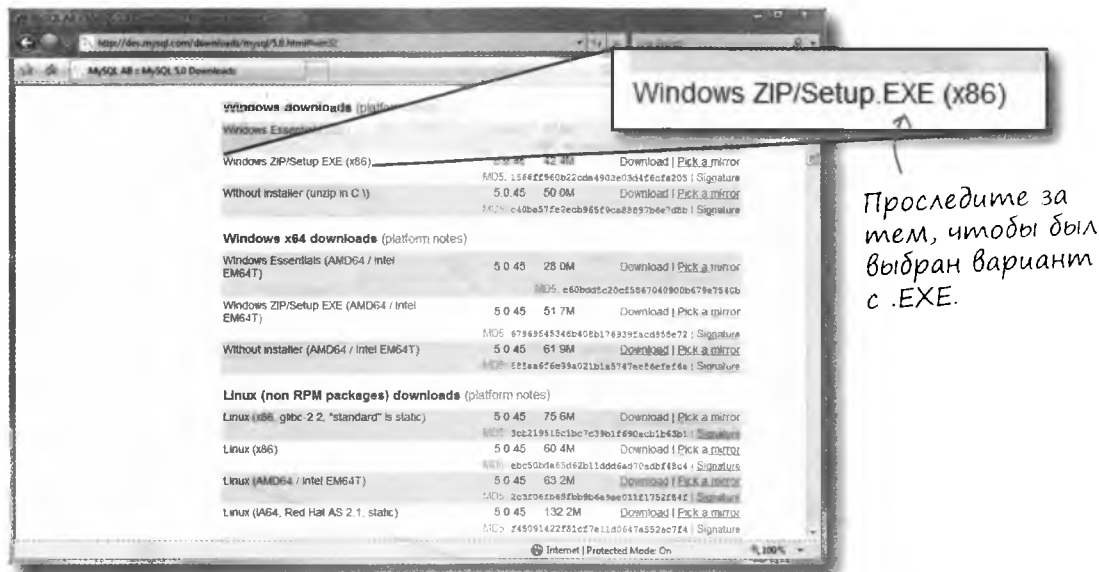 http://dev.mysql.com/downloads/mysql/5.0.html#win32
MySQL AB :: MySQL 5.0 Downloads
Windows downloads (platfo
Windows Essentials
Windows ZIP/Setup EXE (x86) 5.0.45 42.4M Download | Pick a mirror
Signature
Without installer (unzip in C:\) 5.0.45 50.0M Download | Pick a mirror
Signature
Windows x64 downloads (platform notes)
Windows Essentials (AMD64 / Intel EM64T) 5.0.45 28.0M Download | Pick a mirror
Windows ZIP/Setup EXE (AMD64 / Intel EM64T) 5.0.45 51.7M Download | Pick a mirror
Signature
Without installer (AMD64 / Intel EM64T) 5.0.45 61.9M Download | Pick a mirror
Signature
Linux (non RPM packages) downloads (platform notes)
Linux (x86, glibc-2.2, "standard" is static) 5.0.45 75.6M Download | Pick a mirror
Signature
Linux (x86) 5.0.45 60.4M Download | Pick a mirror
Signature
Linux (AMD64 / Intel EM64T) 5.0.45 63.2M Download | Pick a mirror
Signature
Linux (IA64, Red Hat AS 2.1, static) 5.0.45 132.2M Download | Pick a mirror
Signature
Internet | Protected Mode: On 100%
Windows ZIP/Setup.EXE (x86)
Проследите за
тем, чтобы был
выбран вариант
с .EXE.